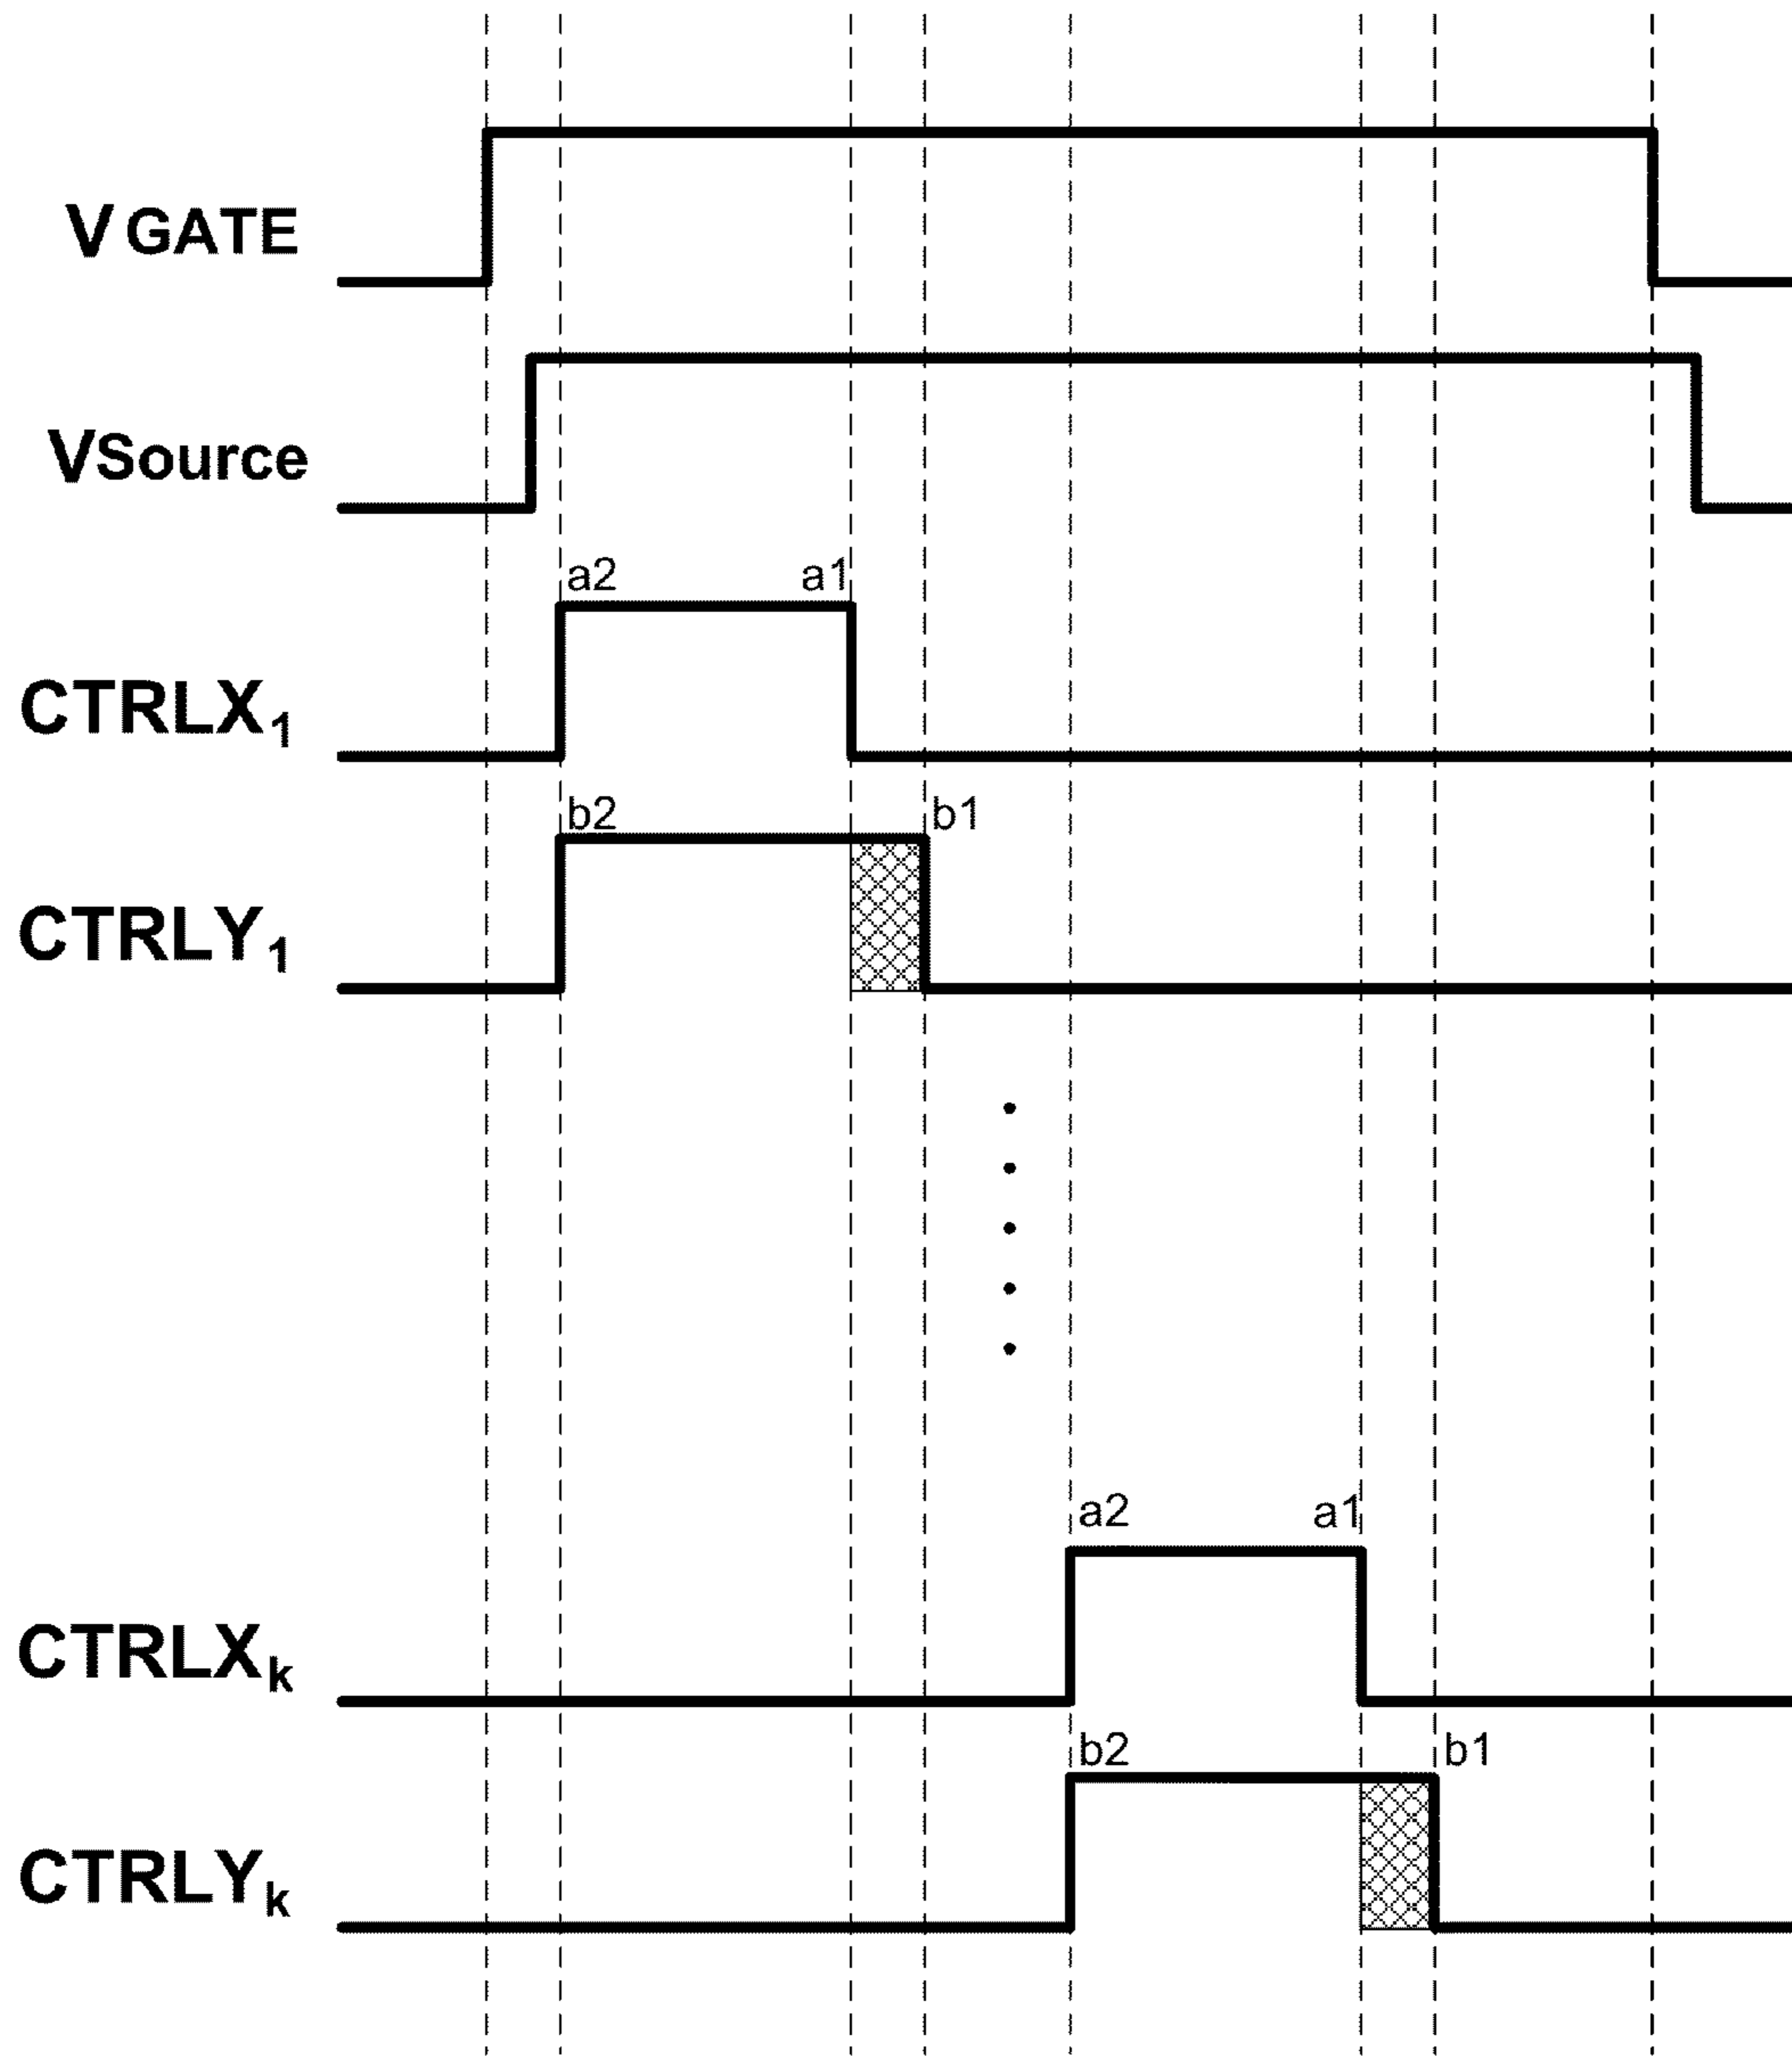 V GATE
VSource
a2 a1
CTRLX1
b2 b1
CTRLY1
a2 a1
CTRLXk
b2 b1
CTRLYk